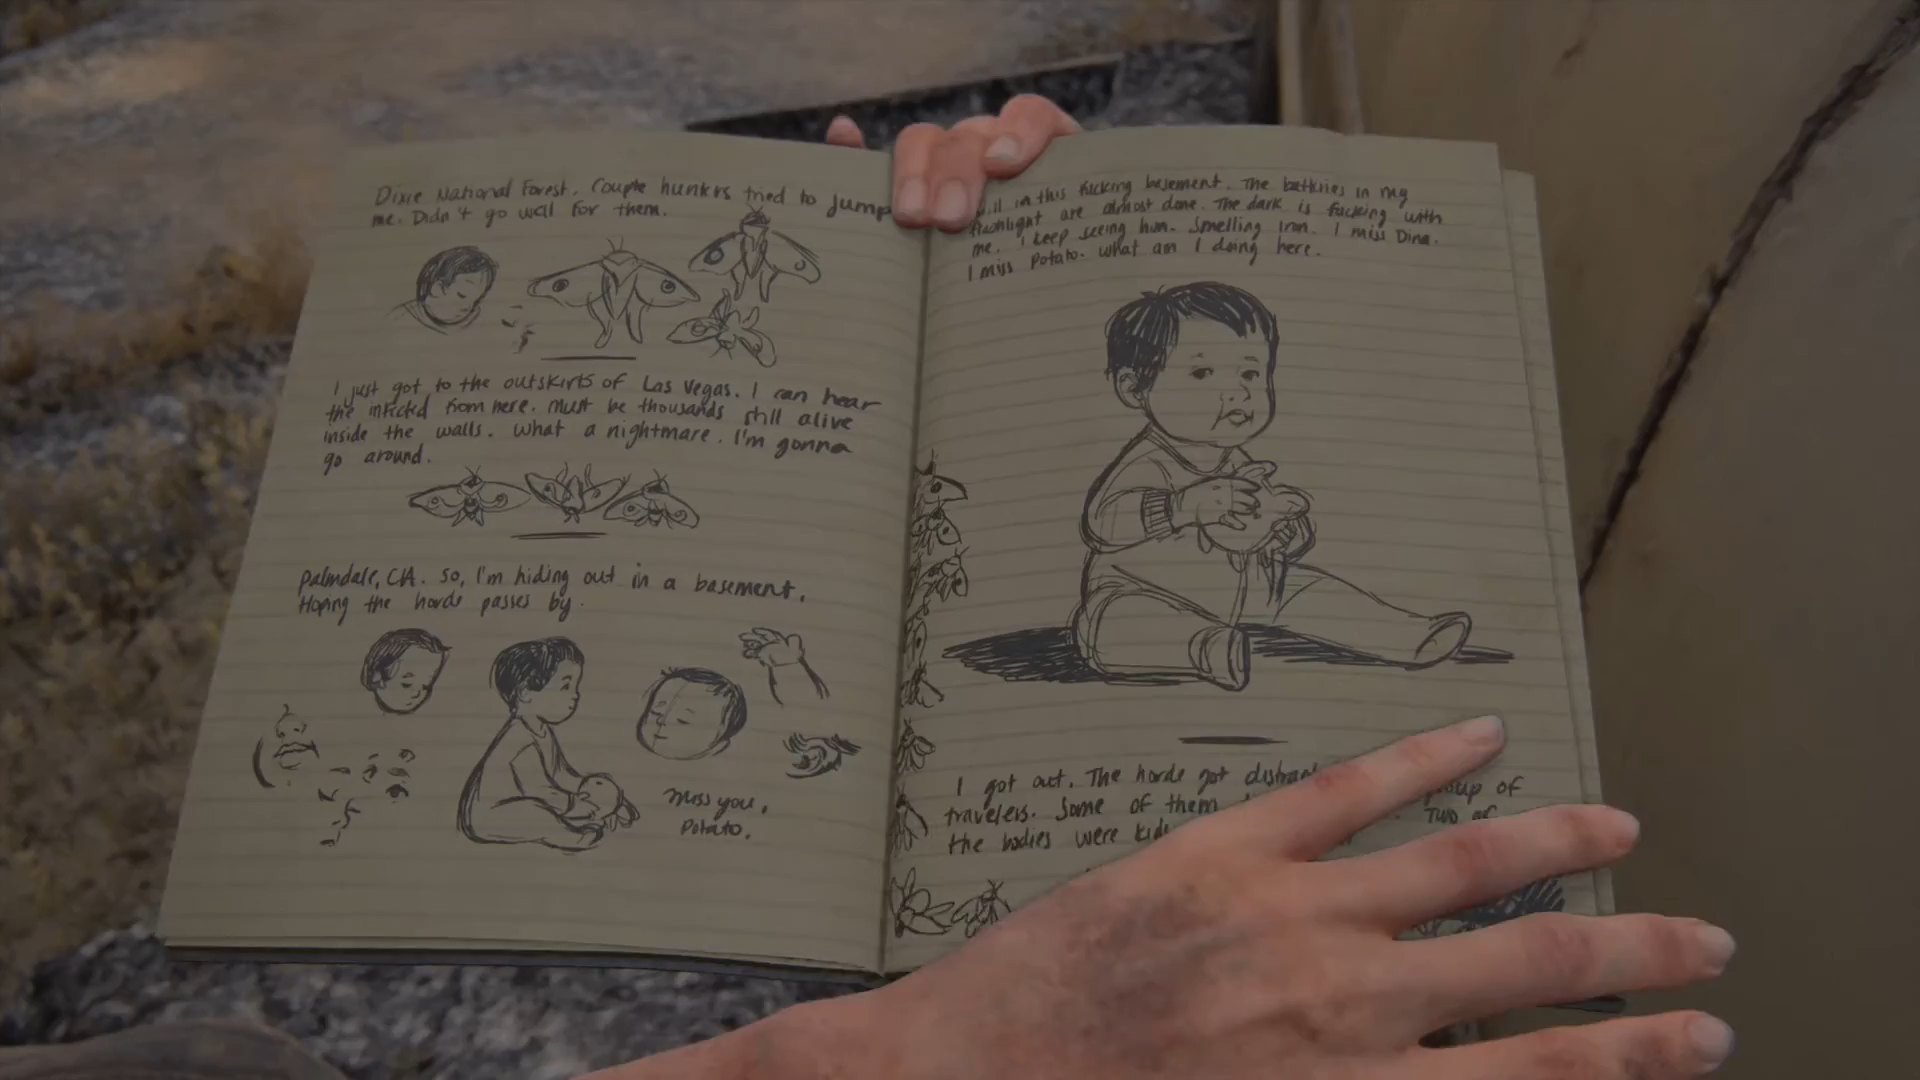 Dixie National Forest. Couple hunters tried to jump
me. Didn't go well for them.
I just got to the outskirts of Las Vegas. I can hear
the infected from here. Must be thousands still alive
inside the walls. What a nightmare. I'm gonna
go around.
Palmdale, CA. So, I'm hiding out in a basement.
Hoping the horde passes by.
Miss you,
Potato.
in this fucking basement. The batteries in my
flashlight are almost done. The dark is fucking with
me. I keep seeing him. Smelling iron. I miss Dina.
I miss Potato. What am I doing here.
I got out. The horde got of
travelers. Some of them Two of
the bodies were